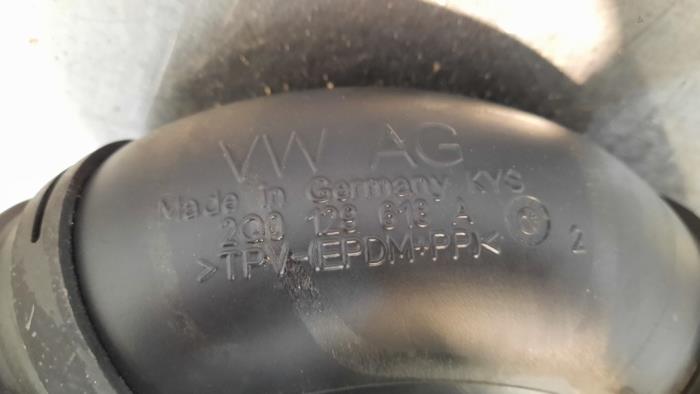 VW AG
Made in Germany KYS
2Q0 129 618 A
>TPV-(EPDM+PP)<
2